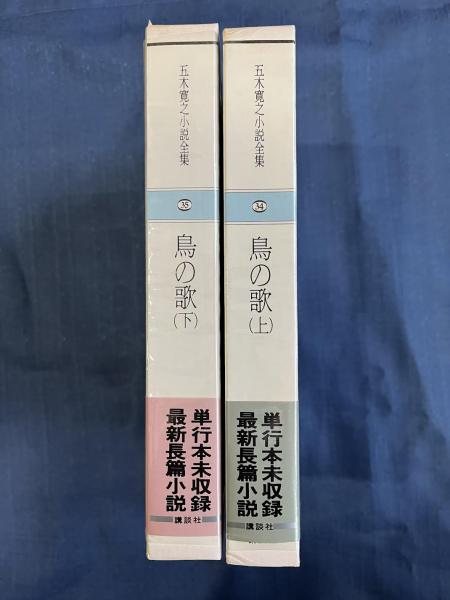 五木寛之小説全集
35
鳥の歌
(下)
単行本未収録
最新長篇小説
講談社
五木寛之小説全集
34
鳥の歌
(上)
単行本未収録
最新長篇小説
講談社